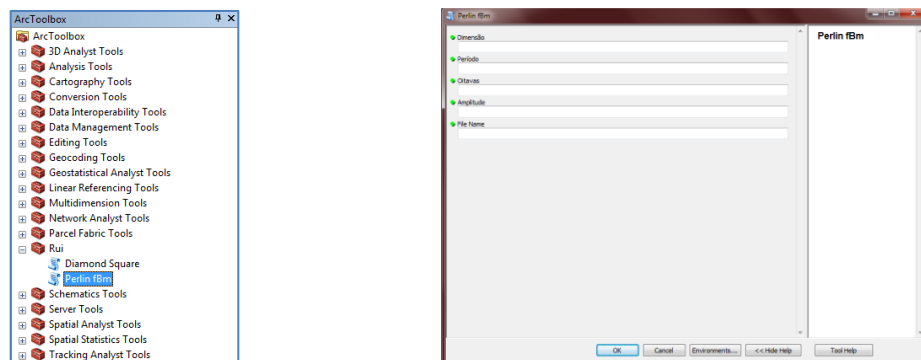 ArcToolbox
ArcToolbox
3D Analyst Tools
Analysis Tools
Cartography Tools
Conversion Tools
Data Interoperability Tools
Data Management Tools
Editing Tools
Geocoding Tools
Geostatistical Analyst Tools
Linear Referencing Tools
Multidimension Tools
Network Analyst Tools
Parcel Fabric Tools
Rui
Diamond Square
Perlin fBm
Schematics Tools
Server Tools
Spatial Analyst Tools
Spatial Statistics Tools
Tracking Analyst Tools
Perlin fBm
Dimensão
Período
Oitavas
Amplitude
File Name
Perlin fBm
OK
Cancel
Environments...
<< Hide Help
Tool Help